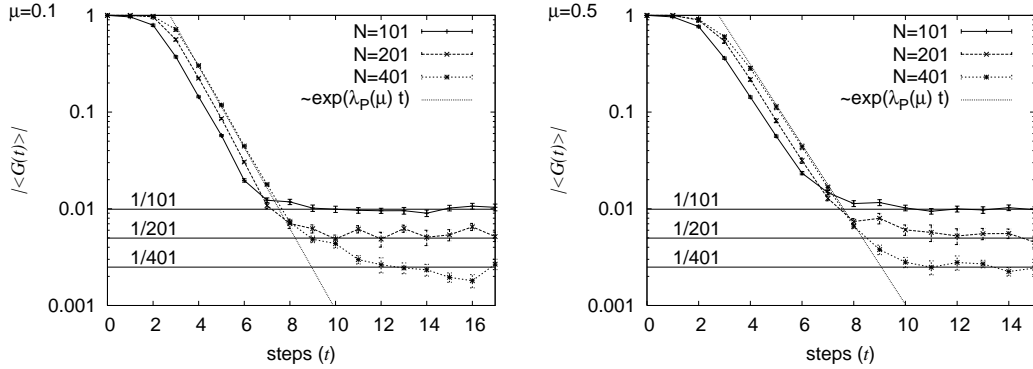 μ=0.1
|<G(t)>|
1
0.1
0.01
0.001
N=101
N=201
N=401
~exp(λP(μ) t)
1/101
1/201
1/401
0 2 4 6 8 10 12 14 16
steps (t)
μ=0.5
|<G(t)>|
1
0.1
0.01
0.001
N=101
N=201
N=401
~exp(λP(μ) t)
1/101
1/201
1/401
0 2 4 6 8 10 12 14
steps (t)